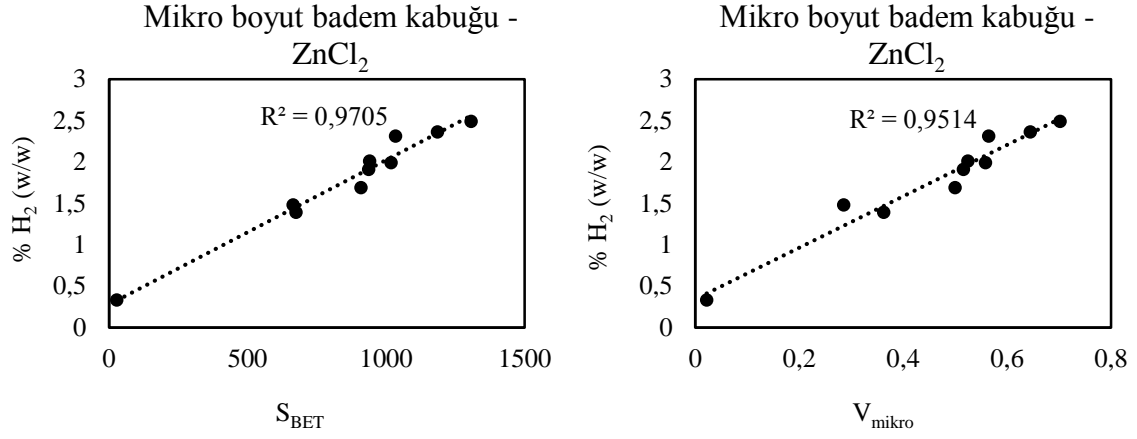 Mikro boyut badem kabuğu -
ZnCl₂
R² = 0,9705
% H₂ (w/w)
3
2,5
2
1,5
1
0,5
0
0
500
1000
1500
S_BET
Mikro boyut badem kabuğu -
ZnCl₂
R² = 0,9514
% H₂ (w/w)
3
2,5
2
1,5
1
0,5
0
0
0,2
0,4
0,6
0,8
V_mikro